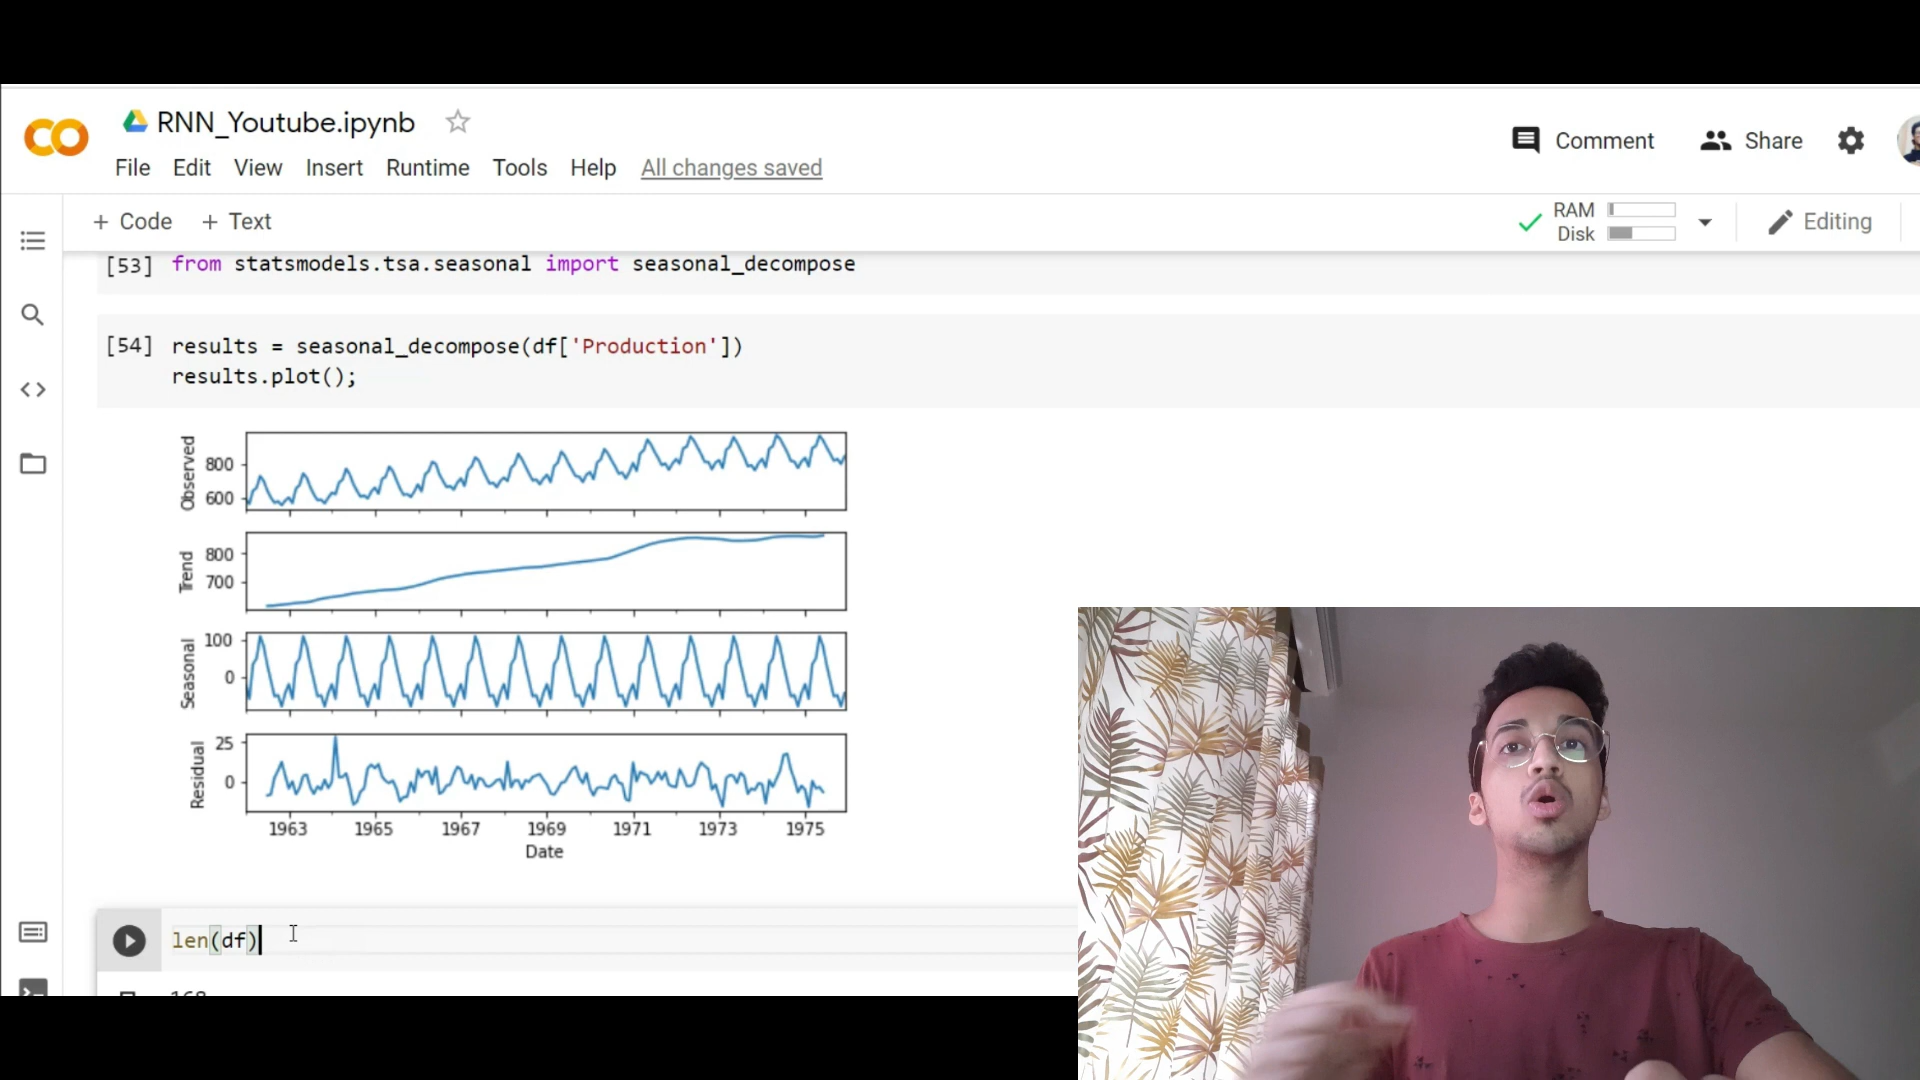 RNN_Youtube.ipynb
Comment
Share
File Edit View Insert Runtime Tools Help All changes saved
+ Code + Text
RAM
Disk
Editing
[53] from statsmodels.tsa.seasonal import seasonal_decompose
[54] results = seasonal_decompose(df['Production'])
results.plot();
Observed
800
600
Trend
800
700
Seasonal
100
0
Residual
25
0
1963 1965 1967 1969 1971 1973 1975
Date
len(df)